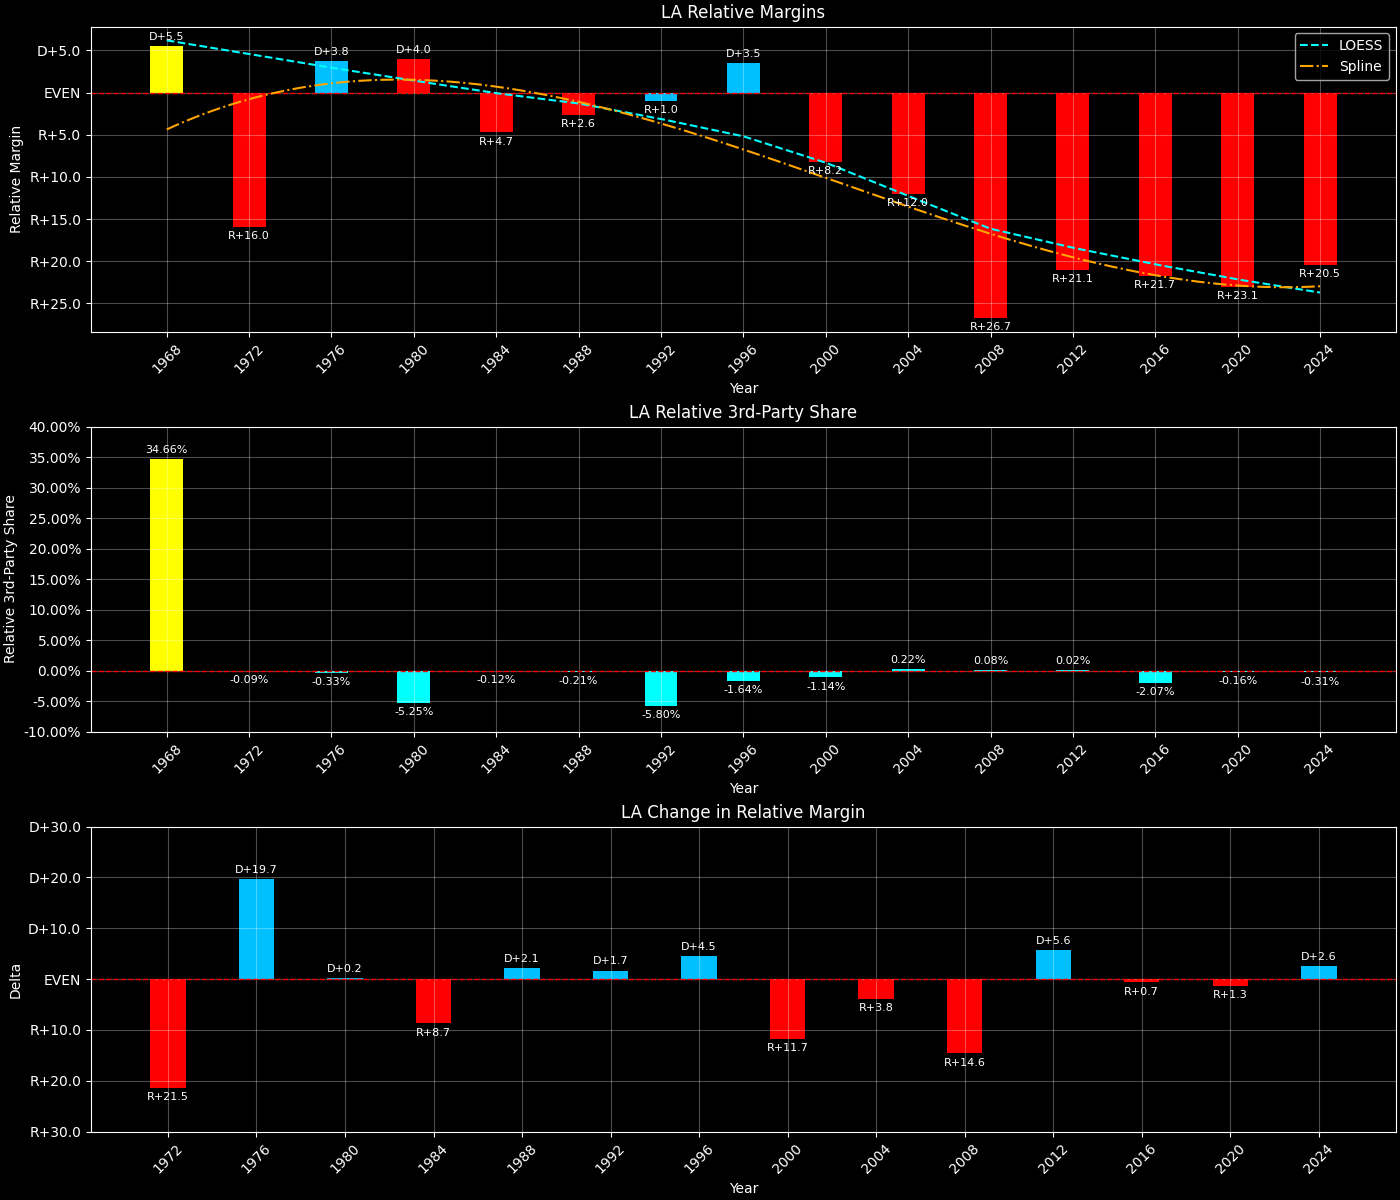 LA Relative Margins
Relative Margin
D+5.0
EVEN
R+5.0
R+10.0
R+15.0
R+20.0
R+25.0
D+5.5
R+16.0
D+3.8
D+4.0
R+4.7
R+2.6
R+1.0
D+3.5
R+8.2
R+12.0
R+26.7
R+21.1
R+21.7
R+23.1
R+20.5
LOESS
Spline
1968 1972 1976 1980 1984 1988 1992 1996 2000 2004 2008 2012 2016 2020 2024
Year
LA Relative 3rd-Party Share
Relative 3rd-Party Share
40.00%
35.00%
30.00%
25.00%
20.00%
15.00%
10.00%
5.00%
0.00%
-5.00%
-10.00%
34.66%
-0.09%
-0.33%
-5.25%
-0.12%
-0.21%
-5.80%
-1.64%
-1.14%
0.22%
0.08%
0.02%
-2.07%
-0.16%
-0.31%
1968 1972 1976 1980 1984 1988 1992 1996 2000 2004 2008 2012 2016 2020 2024
Year
LA Change in Relative Margin
Delta
D+30.0
D+20.0
D+10.0
EVEN
R+10.0
R+20.0
R+30.0
R+21.5
D+19.7
D+0.2
R+8.7
D+2.1
D+1.7
D+4.5
R+11.7
R+3.8
R+14.6
D+5.6
R+0.7
R+1.3
D+2.6
1972 1976 1980 1984 1988 1992 1996 2000 2004 2008 2012 2016 2020 2024
Year